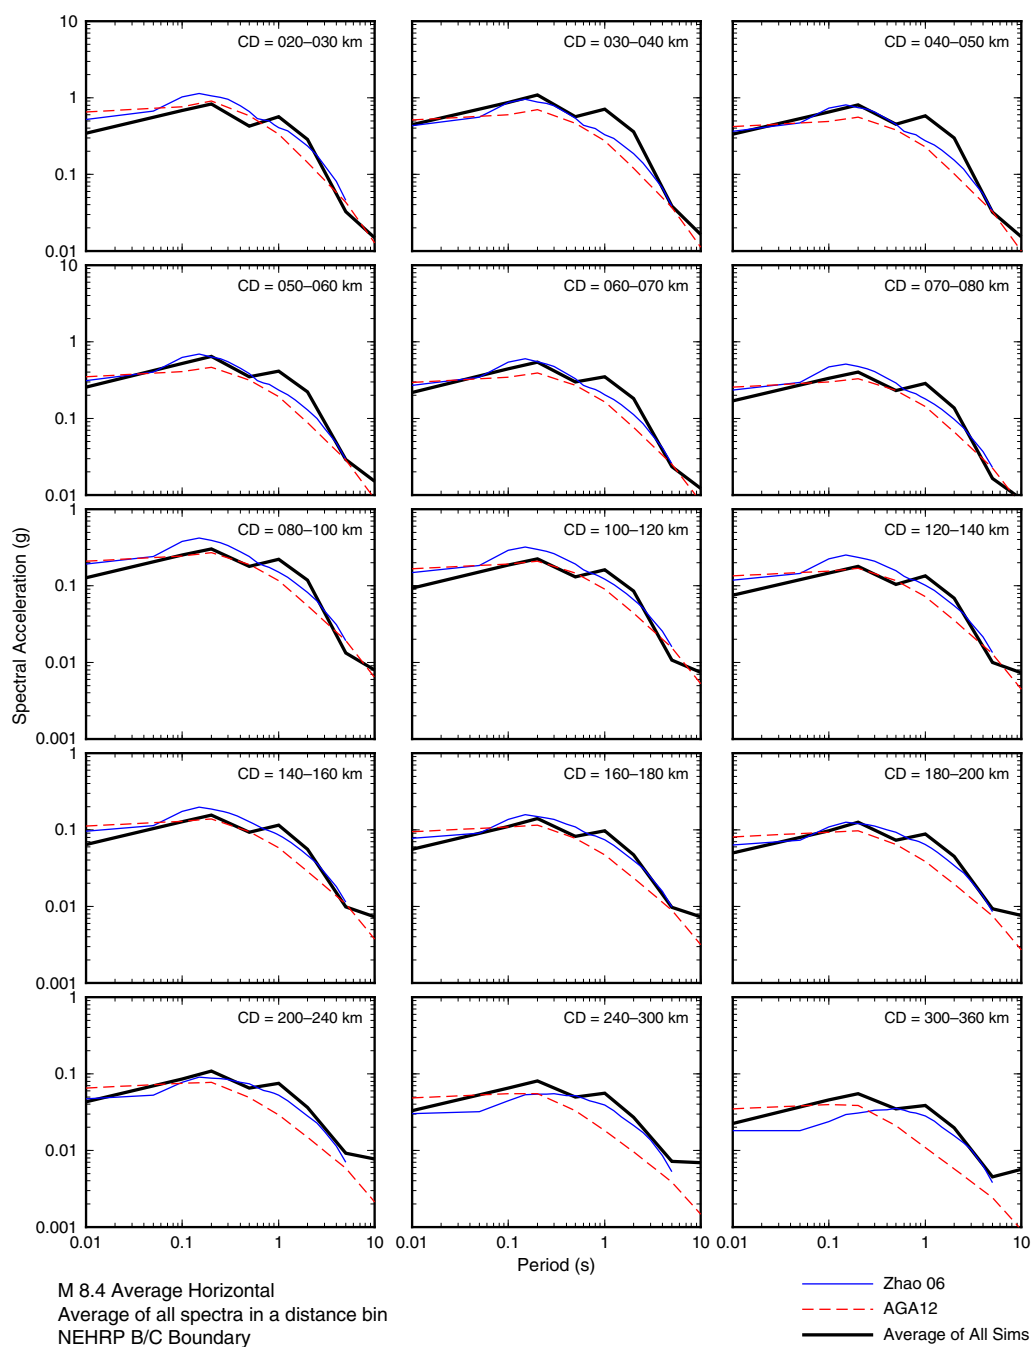 10
CD = 020–030 km
CD = 030–040 km
CD = 040–050 km
1
0.1
0.01
10
CD = 050–060 km
CD = 060–070 km
CD = 070–080 km
1
0.1
0.01
1
CD = 080–100 km
CD = 100–120 km
CD = 120–140 km
0.1
0.01
0.001
Spectral Acceleration (g)
1
CD = 140–160 km
CD = 160–180 km
CD = 180–200 km
0.1
0.01
0.001
1
CD = 200–240 km
CD = 240–300 km
CD = 300–360 km
0.1
0.01
0.001
0.01 0.1 1 10
0.01 0.1 1 10
0.01 0.1 1 10
Period (s)
M 8.4 Average Horizontal
Average of all spectra in a distance bin
NEHRP B/C Boundary
Zhao 06
AGA12
Average of All Sims